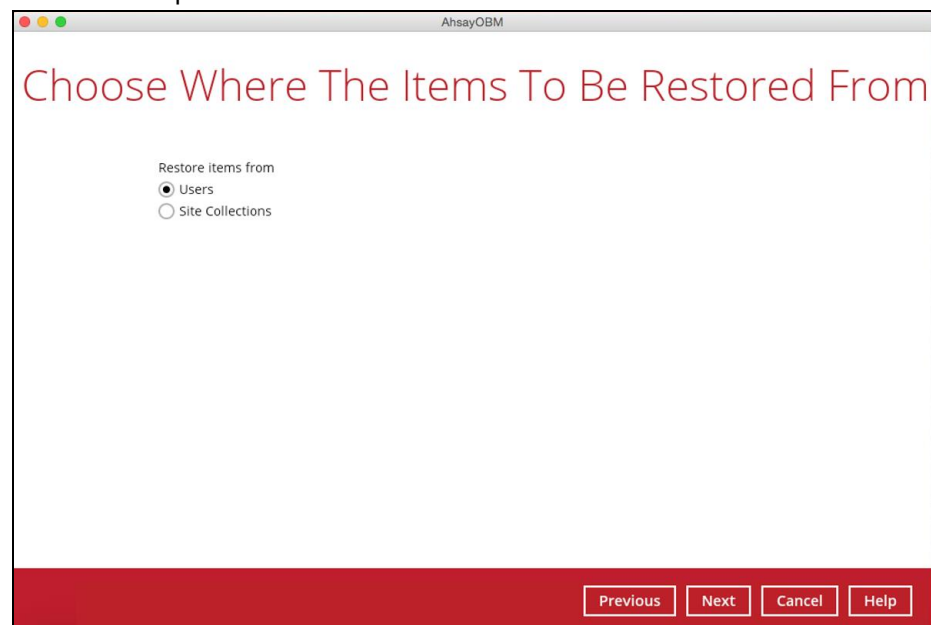 AhsayOBM
Choose Where The Items To Be Restored From
Restore items from
Users
Site Collections
Previous Next Cancel Help